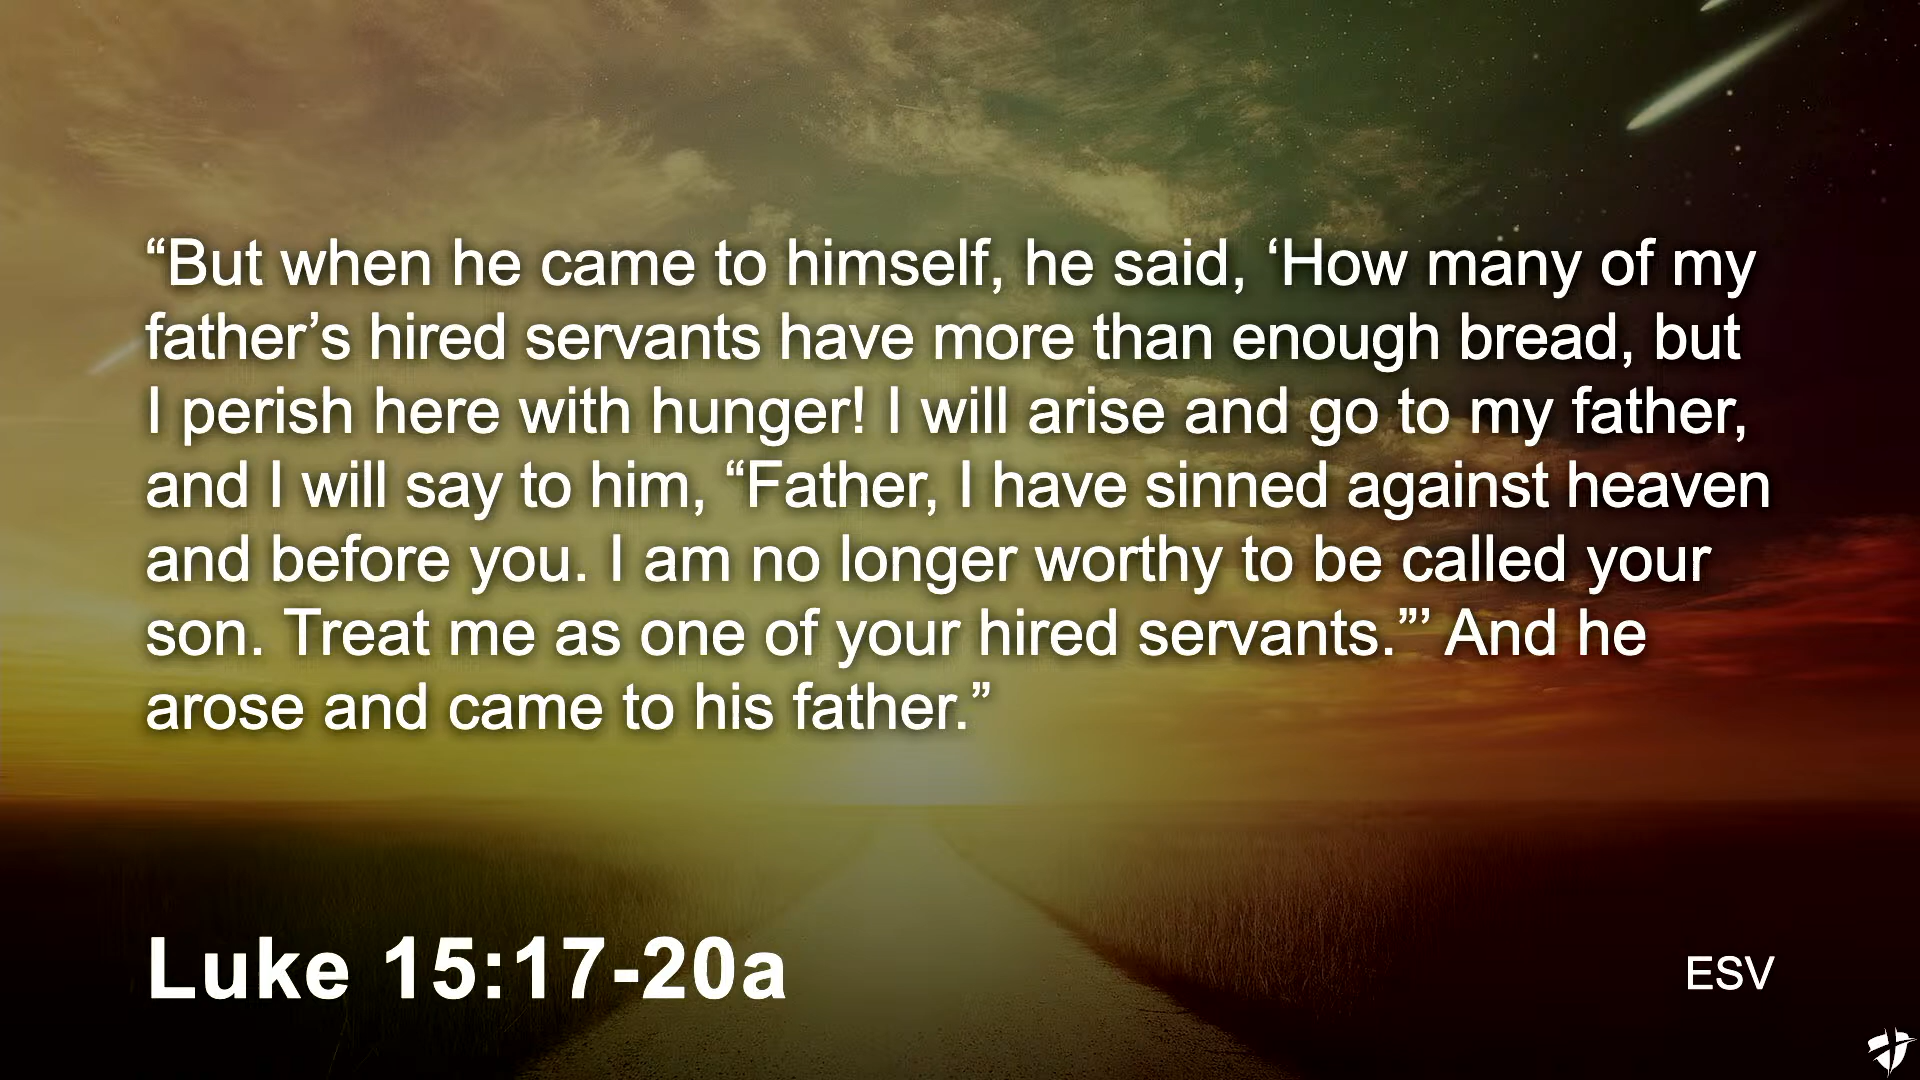 “But when he came to himself, he said, ‘How many of my
father’s hired servants have more than enough bread, but
I perish here with hunger! I will arise and go to my father,
and I will say to him, “Father, I have sinned against heaven
and before you. I am no longer worthy to be called your
son. Treat me as one of your hired servants.”’ And he
arose and came to his father.”
Luke 15:17-20a
ESV